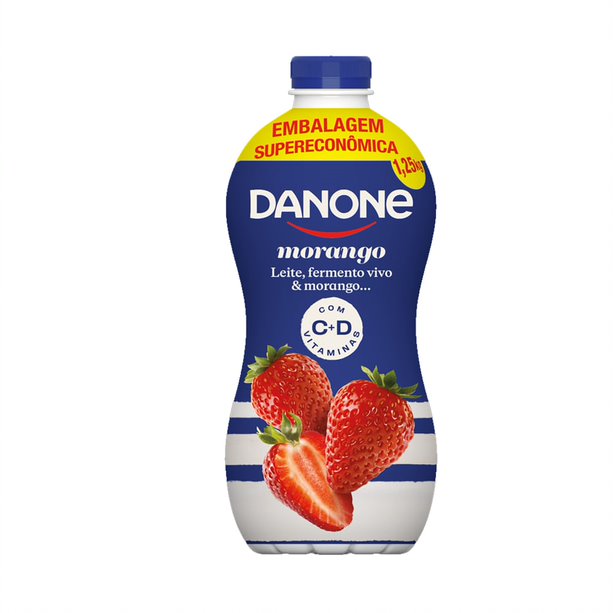 EMBALAGEM
SUPERECONÔMICA
1,25kg
DANONE
morango
Leite, fermento vivo
& morango...
COM
C+D
VITAMINAS